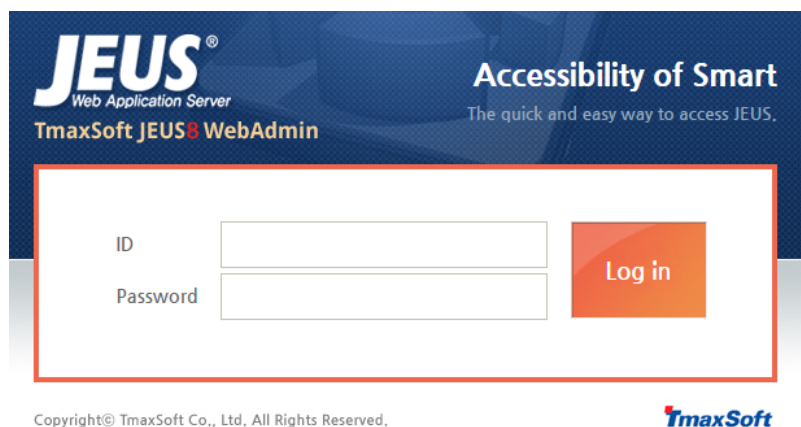 JEUS®
Web Application Server
TmaxSoft JEUS8 WebAdmin
Accessibility of Smart
The quick and easy way to access JEUS.
ID
Password
Log in
Copyright© TmaxSoft Co., Ltd. All Rights Reserved.
TmaxSoft